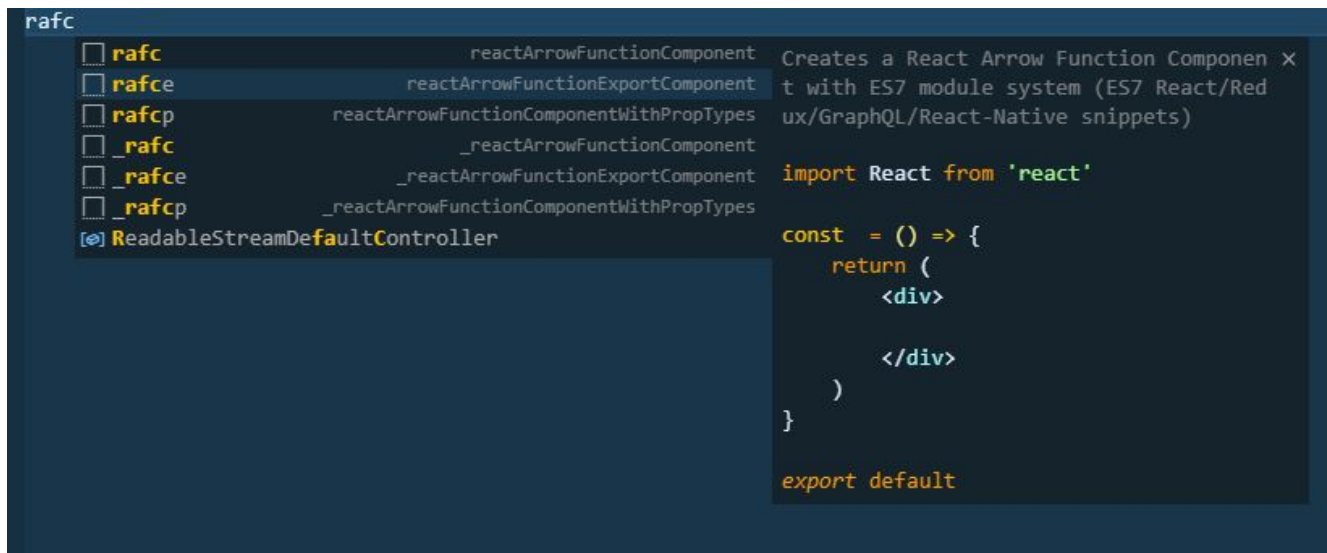 rafc
rafc reactArrowFunctionComponent
rafce reactArrowFunctionExportComponent
rafcp reactArrowFunctionComponentWithPropTypes
_rafc _reactArrowFunctionComponent
_rafce _reactArrowFunctionExportComponent
_rafcp _reactArrowFunctionComponentWithPropTypes
ReadableStreamDefaultController
Creates a React Arrow Function Componen
t with ES7 module system (ES7 React/Red
ux/GraphQL/React-Native snippets)
import React from 'react'
const  = () => {
    return (
        <div>
        </div>
    )
}
export default